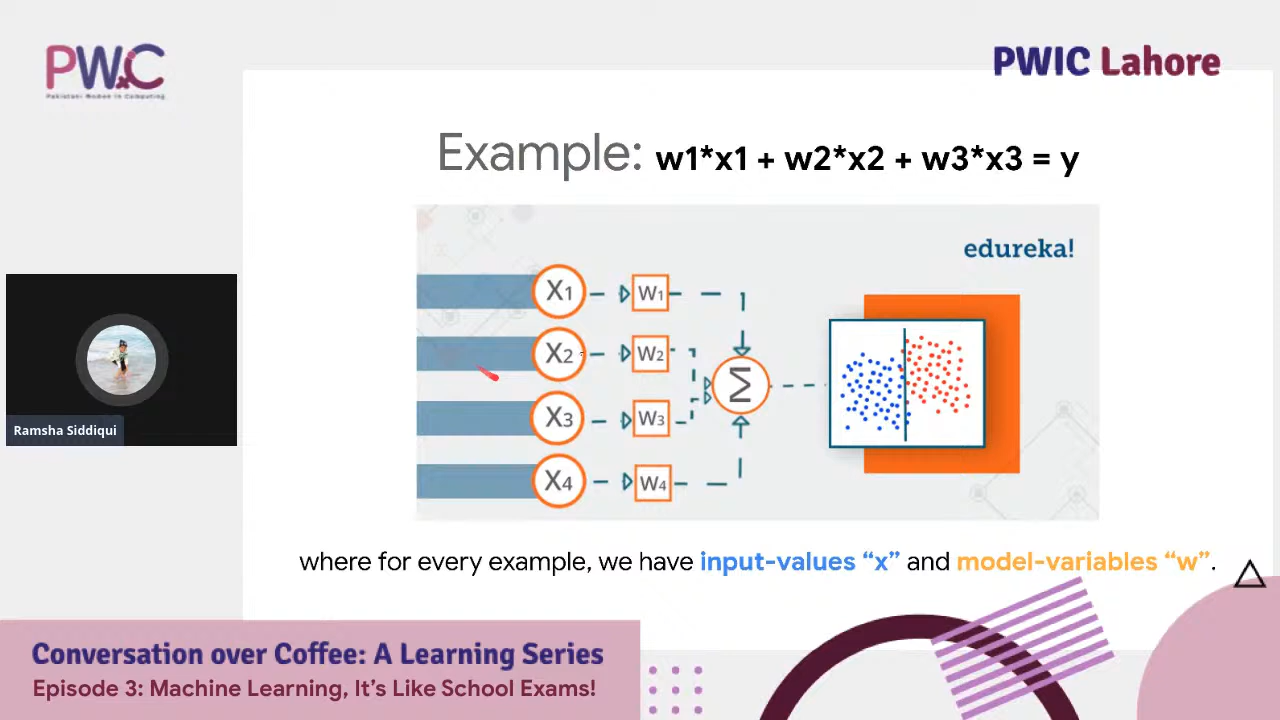 PWiC
Pakistani Women in Computing
PWIC Lahore
Example: w1*x1 + w2*x2 + w3*x3 = y
edureka!
X1
W1
X2
W2
X3
W3
X4
W4
Σ
Ramsha Siddiqui
where for every example, we have input-values “x” and model-variables “w”.
Conversation over Coffee: A Learning Series
Episode 3: Machine Learning, It’s Like School Exams!